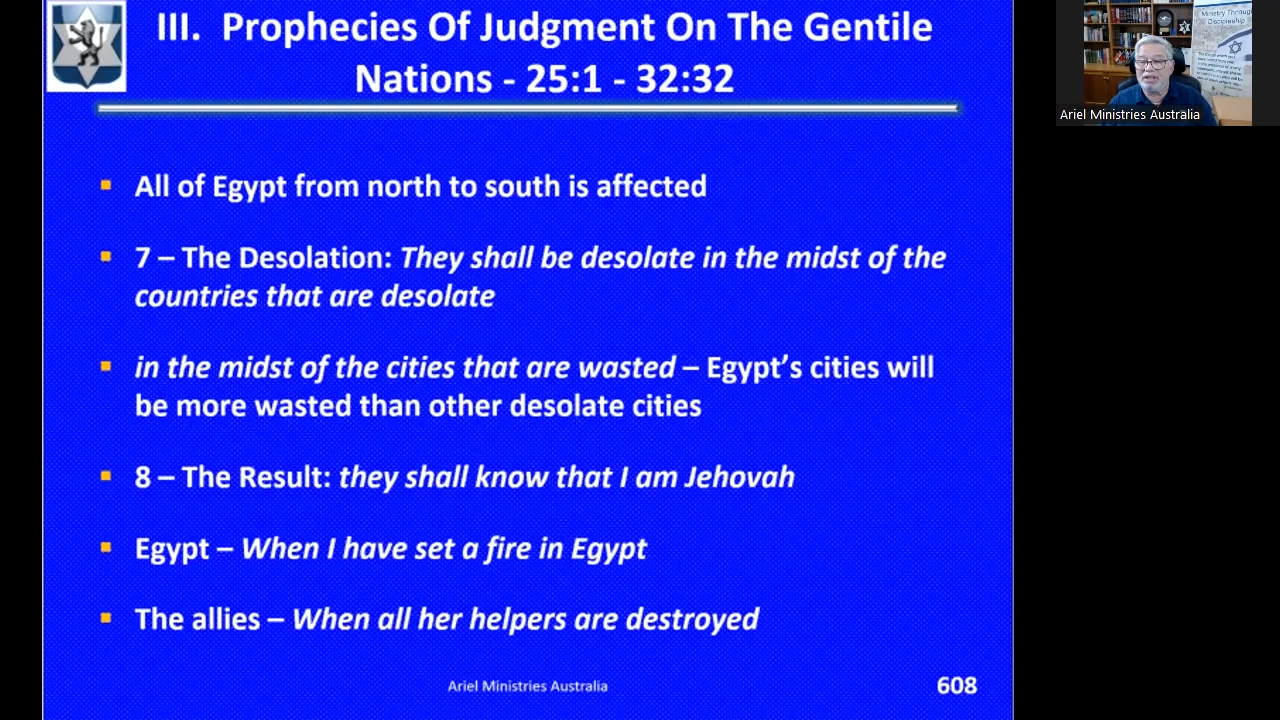 III. Prophecies Of Judgment On The Gentile
Nations - 25:1 - 32:32
All of Egypt from north to south is affected
7 – The Desolation: They shall be desolate in the midst of the
countries that are desolate
in the midst of the cities that are wasted – Egypt’s cities will
be more wasted than other desolate cities
8 – The Result: they shall know that I am Jehovah
Egypt – When I have set a fire in Egypt
The allies – When all her helpers are destroyed
Ariel Ministries Australia
608
Ministry Through
Discipleship
Ariel Ministries Australia